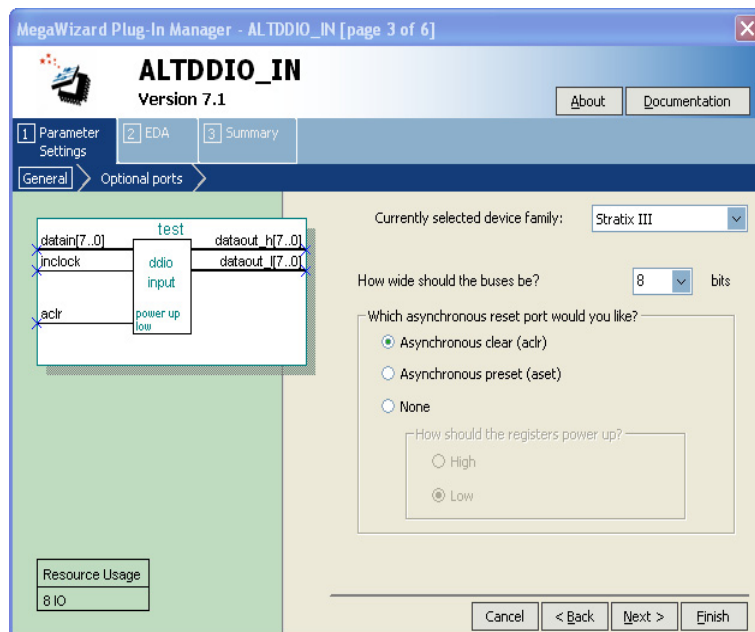 MegaWizard Plug-In Manager - ALTDDIO_IN [page 3 of 6]
ALTDDIO_IN
Version 7.1
About
Documentation
1 Parameter Settings
2 EDA
3 Summary
General
Optional ports
test
datain[7..0]
inclock
aclr
ddio
input
power up
low
dataout_h[7..0]
dataout_l[7..0]
Currently selected device family:
Stratix III
How wide should the buses be?
8
bits
Which asynchronous reset port would you like?
Asynchronous clear (aclr)
Asynchronous preset (aset)
None
How should the registers power up?
High
Low
Resource Usage
8 IO
Cancel
< Back
Next >
Finish